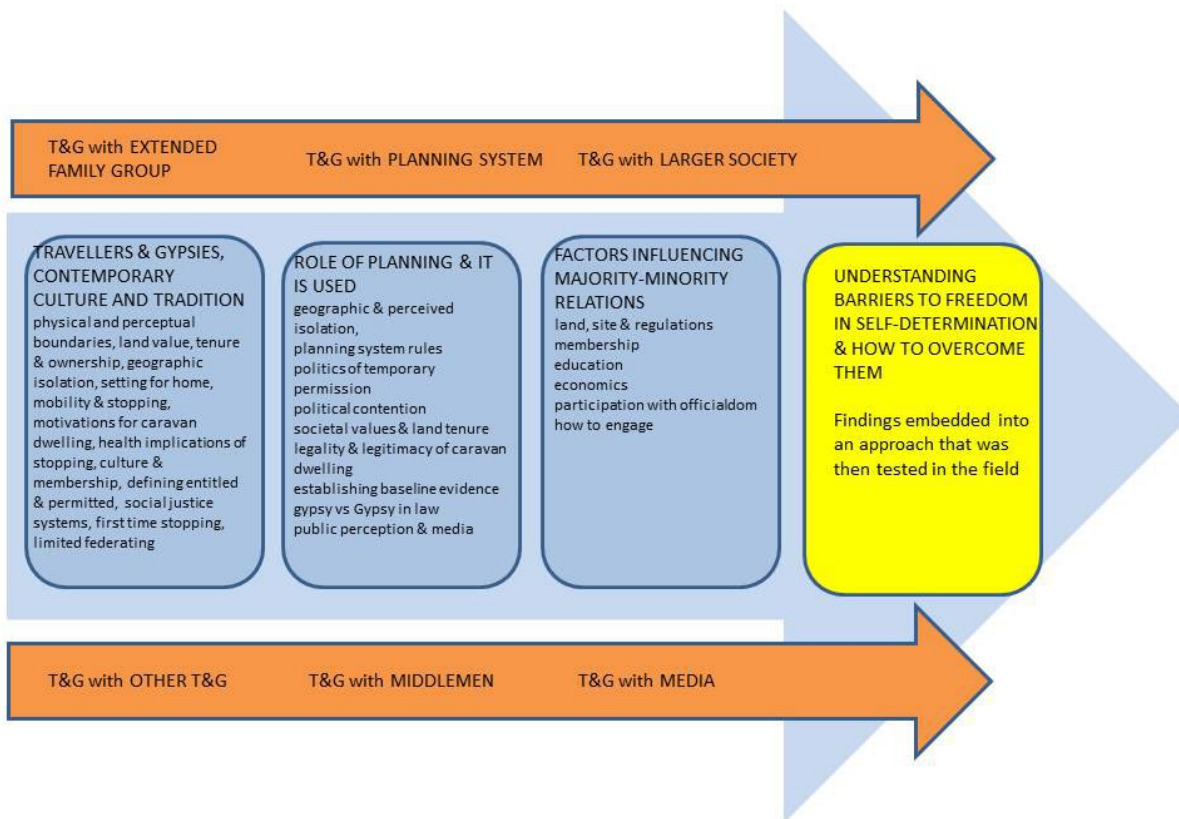 T&G with EXTENDED
FAMILY GROUP
T&G with PLANNING SYSTEM
T&G with LARGER SOCIETY
TRAVELLERS & GYPSIES,
CONTEMPORARY
CULTURE AND TRADITION
physical and perceptual
boundaries, land value, tenure
& ownership, geographic
isolation, setting for home,
mobility & stopping,
motivations for caravan
dwelling, health implications of
stopping, culture &
membership, defining entitled
& permitted, social justice
systems, first time stopping,
limited federating
ROLE OF PLANNING & IT
IS USED
geographic & perceived
isolation,
planning system rules
politics of temporary
permission
political contention
societal values & land tenure
legality & legitimacy of caravan
dwelling
establishing baseline evidence
gypsy vs Gypsy in law
public perception & media
FACTORS INFLUENCING
MAJORITY-MINORITY
RELATIONS
land, site & regulations
membership
education
economics
participation with officialdom
how to engage
UNDERSTANDING
BARRIERS TO FREEDOM
IN SELF-DETERMINATION
& HOW TO OVERCOME
THEM
Findings embedded into
an approach that was
then tested in the field
T&G with OTHER T&G
T&G with MIDDLEMEN
T&G with MEDIA